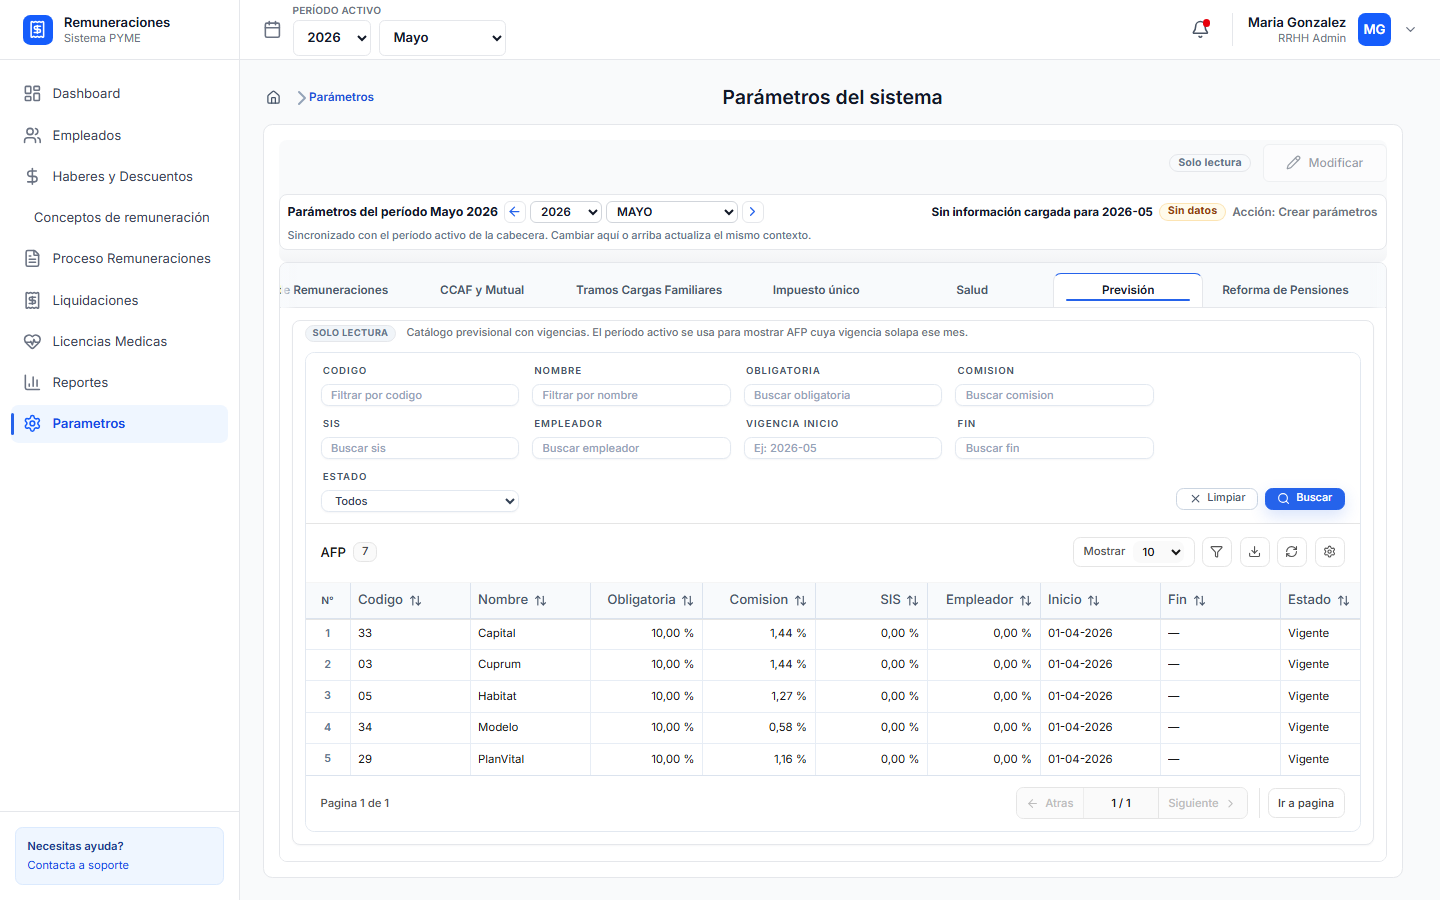 Remuneraciones
Sistema PYME
PERÍODO ACTIVO
2026 Mayo
Maria Gonzalez
RRHH Admin
MG
Dashboard
Empleados
Haberes y Descuentos
Conceptos de remuneración
Proceso Remuneraciones
Liquidaciones
Licencias Medicas
Reportes
Parametros
Necesitas ayuda?
Contacta a soporte
Parámetros
Parámetros del sistema
Solo lectura Modificar
Parámetros del período Mayo 2026 2026 MAYO
Sin información cargada para 2026-05 Sin datos Acción: Crear parámetros
Sincronizado con el período activo de la cabecera. Cambiar aquí o arriba actualiza el mismo contexto.
e Remuneraciones CCAF y Mutual Tramos Cargas Familiares Impuesto único Salud Previsión Reforma de Pensiones
SOLO LECTURA Catálogo previsional con vigencias. El período activo se usa para mostrar AFP cuya vigencia solapa ese mes.
CODIGO NOMBRE OBLIGATORIA COMISION
Filtrar por codigo Filtrar por nombre Buscar obligatoria Buscar comision
SIS EMPLEADOR VIGENCIA INICIO FIN
Buscar sis Buscar empleador Ej: 2026-05 Buscar fin
ESTADO
Todos
Limpiar Buscar
AFP 7
Mostrar 10
N° Codigo Nombre Obligatoria Comision SIS Empleador Inicio Fin Estado
1 33 Capital 10,00 % 1,44 % 0,00 % 0,00 % 01-04-2026 — Vigente
2 03 Cuprum 10,00 % 1,44 % 0,00 % 0,00 % 01-04-2026 — Vigente
3 05 Habitat 10,00 % 1,27 % 0,00 % 0,00 % 01-04-2026 — Vigente
4 34 Modelo 10,00 % 0,58 % 0,00 % 0,00 % 01-04-2026 — Vigente
5 29 PlanVital 10,00 % 1,16 % 0,00 % 0,00 % 01-04-2026 — Vigente
Pagina 1 de 1
Atras 1 / 1 Siguiente Ir a pagina